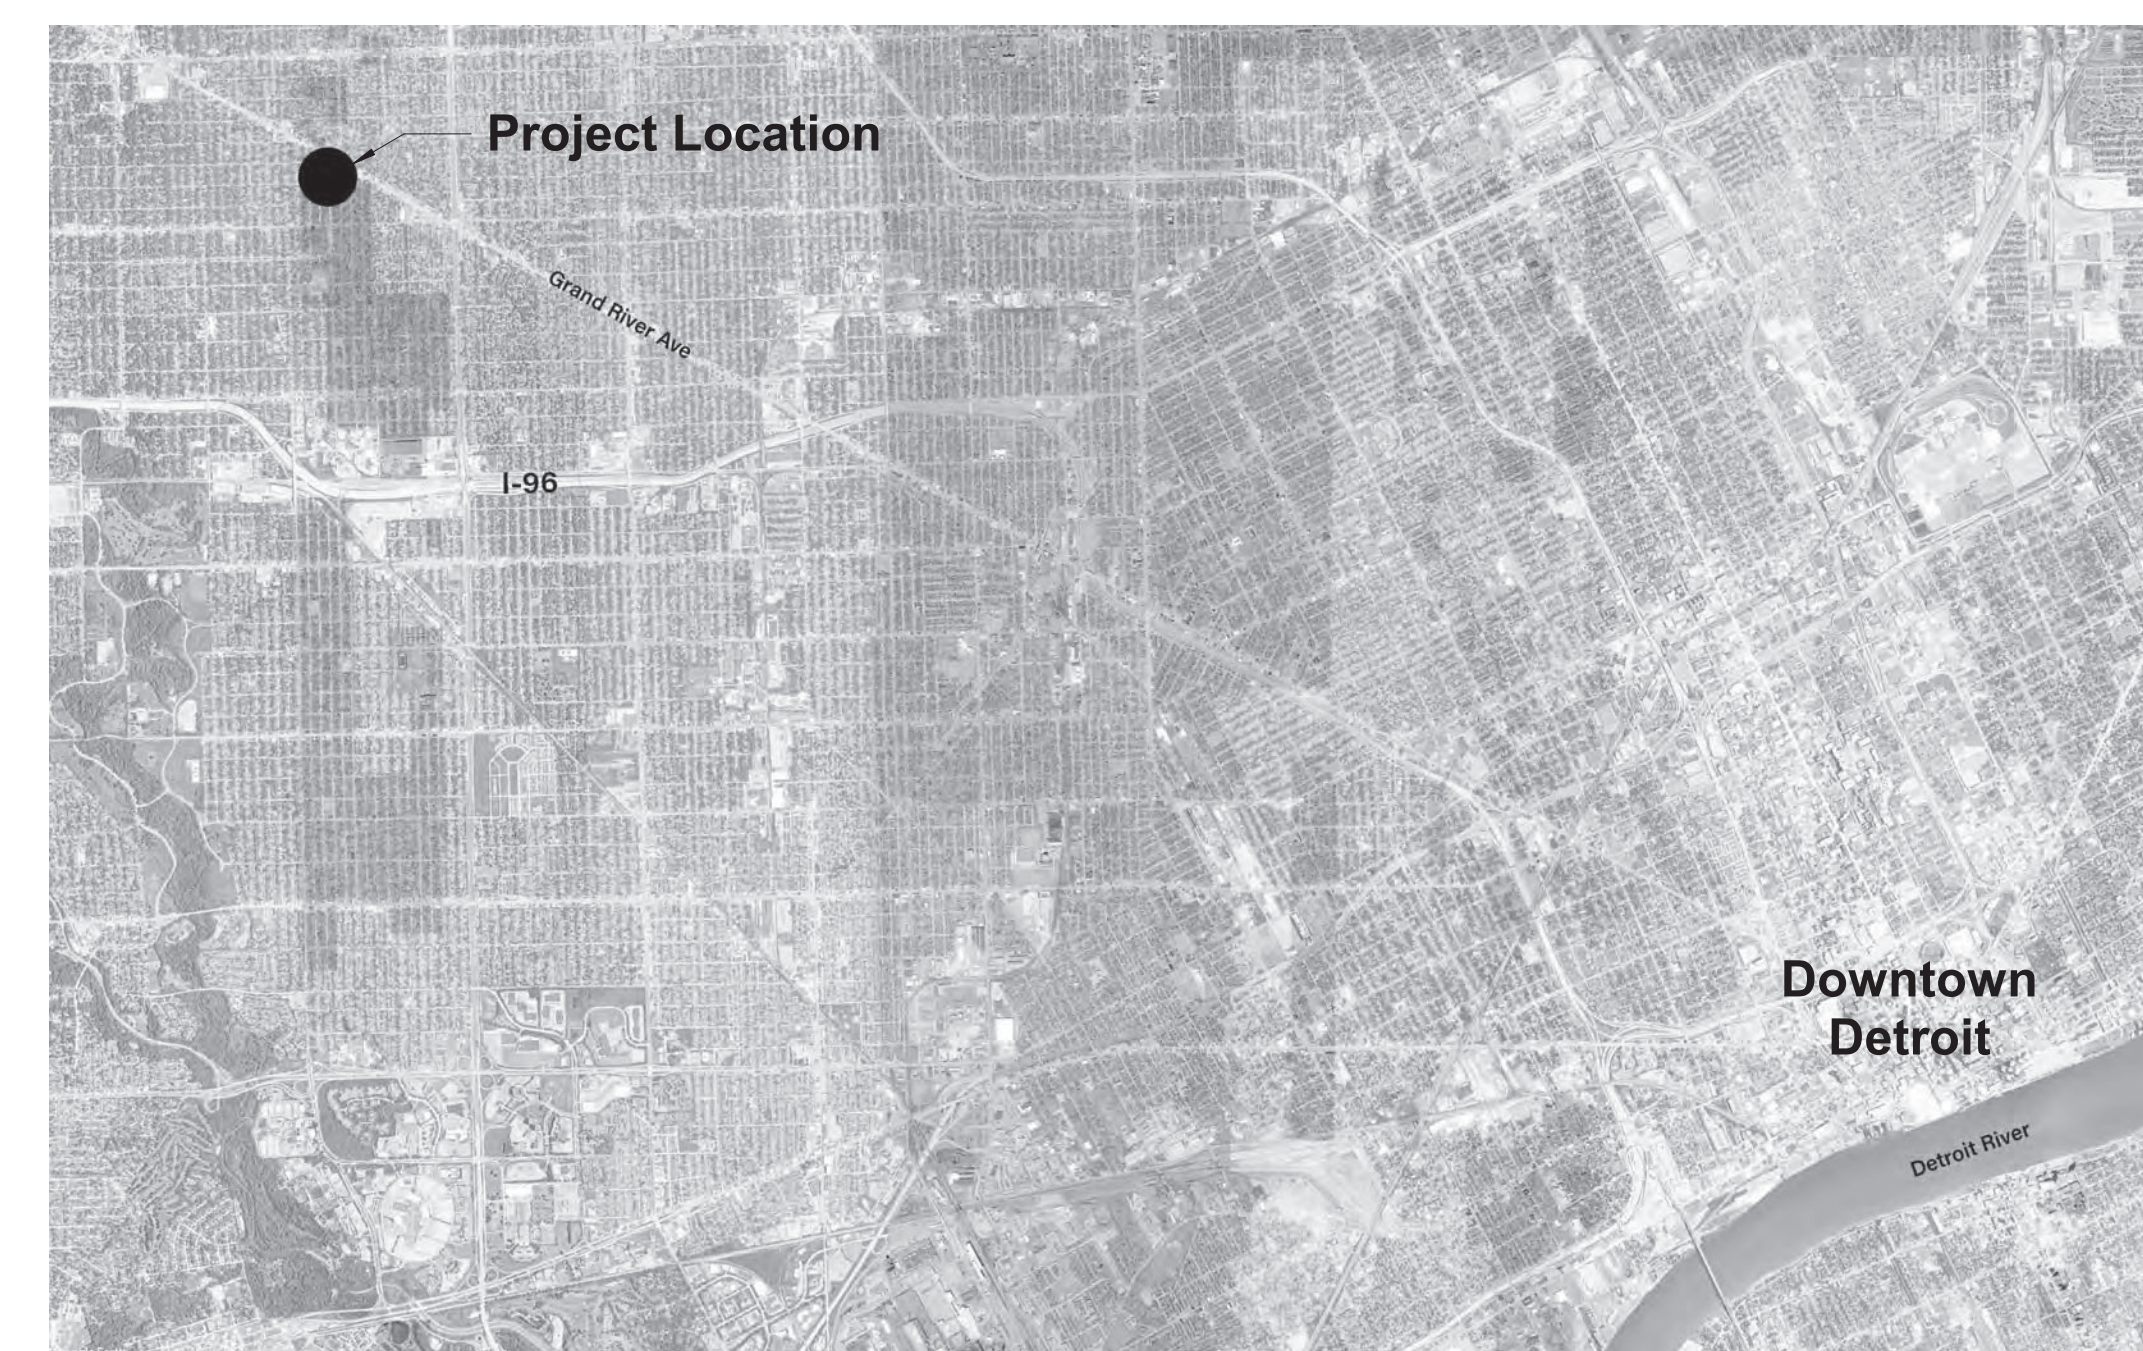 Project Location
Grand River Ave
I-96
Downtown
Detroit
Detroit River